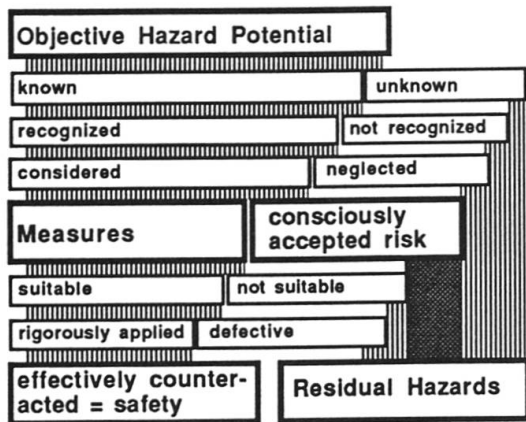 Objective Hazard Potential
known
unknown
recognized
not recognized
considered
neglected
Measures
consciously
accepted risk
suitable
not suitable
rigorously applied
defective
effectively counter-
acted = safety
Residual Hazards